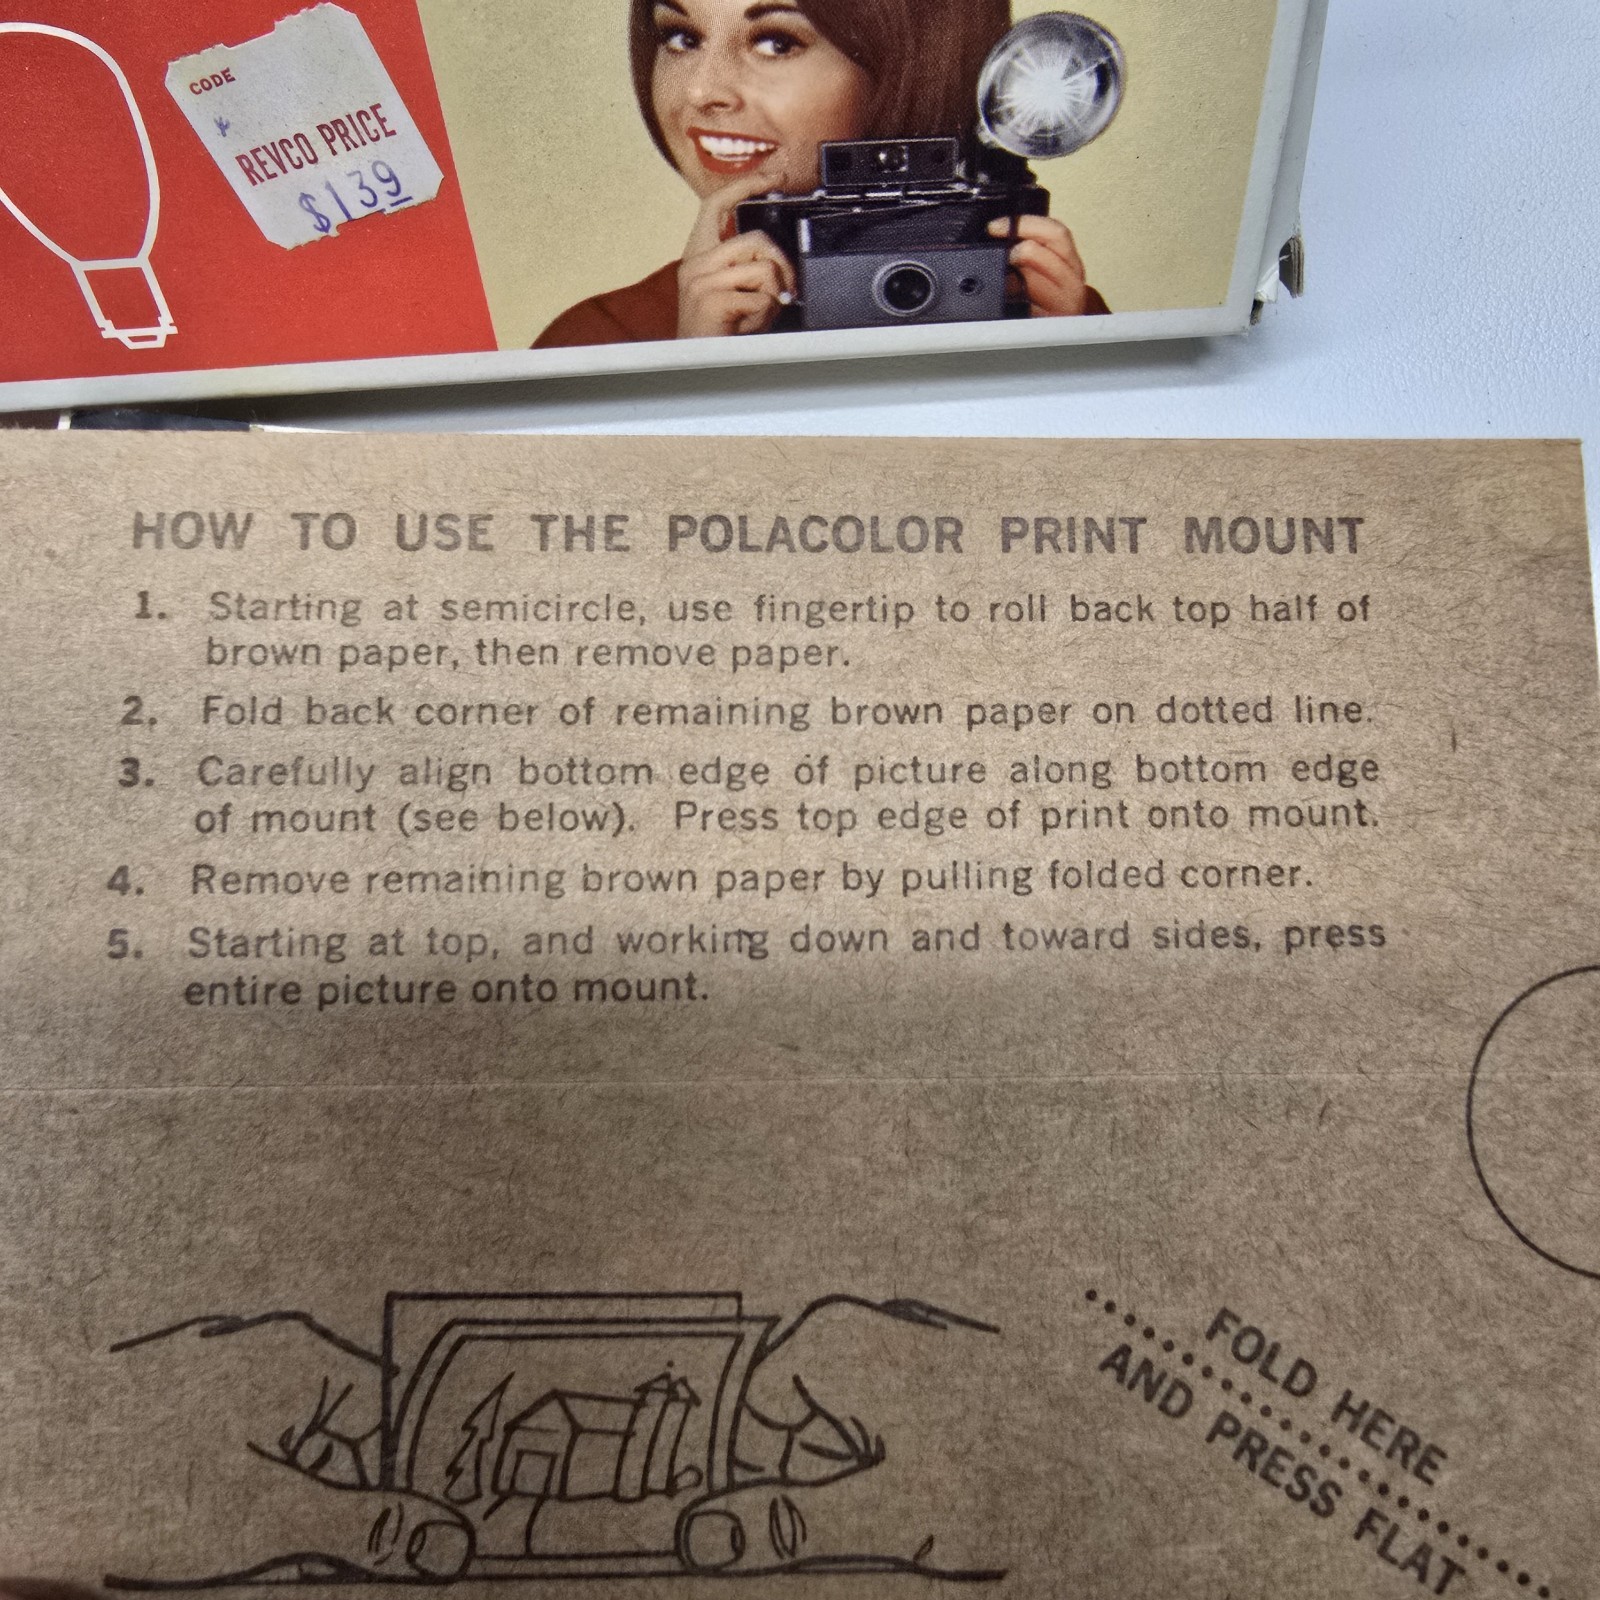 CODE
REVCO PRICE
$139
HOW TO USE THE POLACOLOR PRINT MOUNT
1. Starting at semicircle, use fingertip to roll back top half of
brown paper, then remove paper.
2. Fold back corner of remaining brown paper on dotted line.
3. Carefully align bottom edge of picture along bottom edge
of mount (see below). Press top edge of print onto mount.
4. Remove remaining brown paper by pulling folded corner.
5. Starting at top, and working down and toward sides, press
entire picture onto mount.
FOLD HERE
AND PRESS FLAT